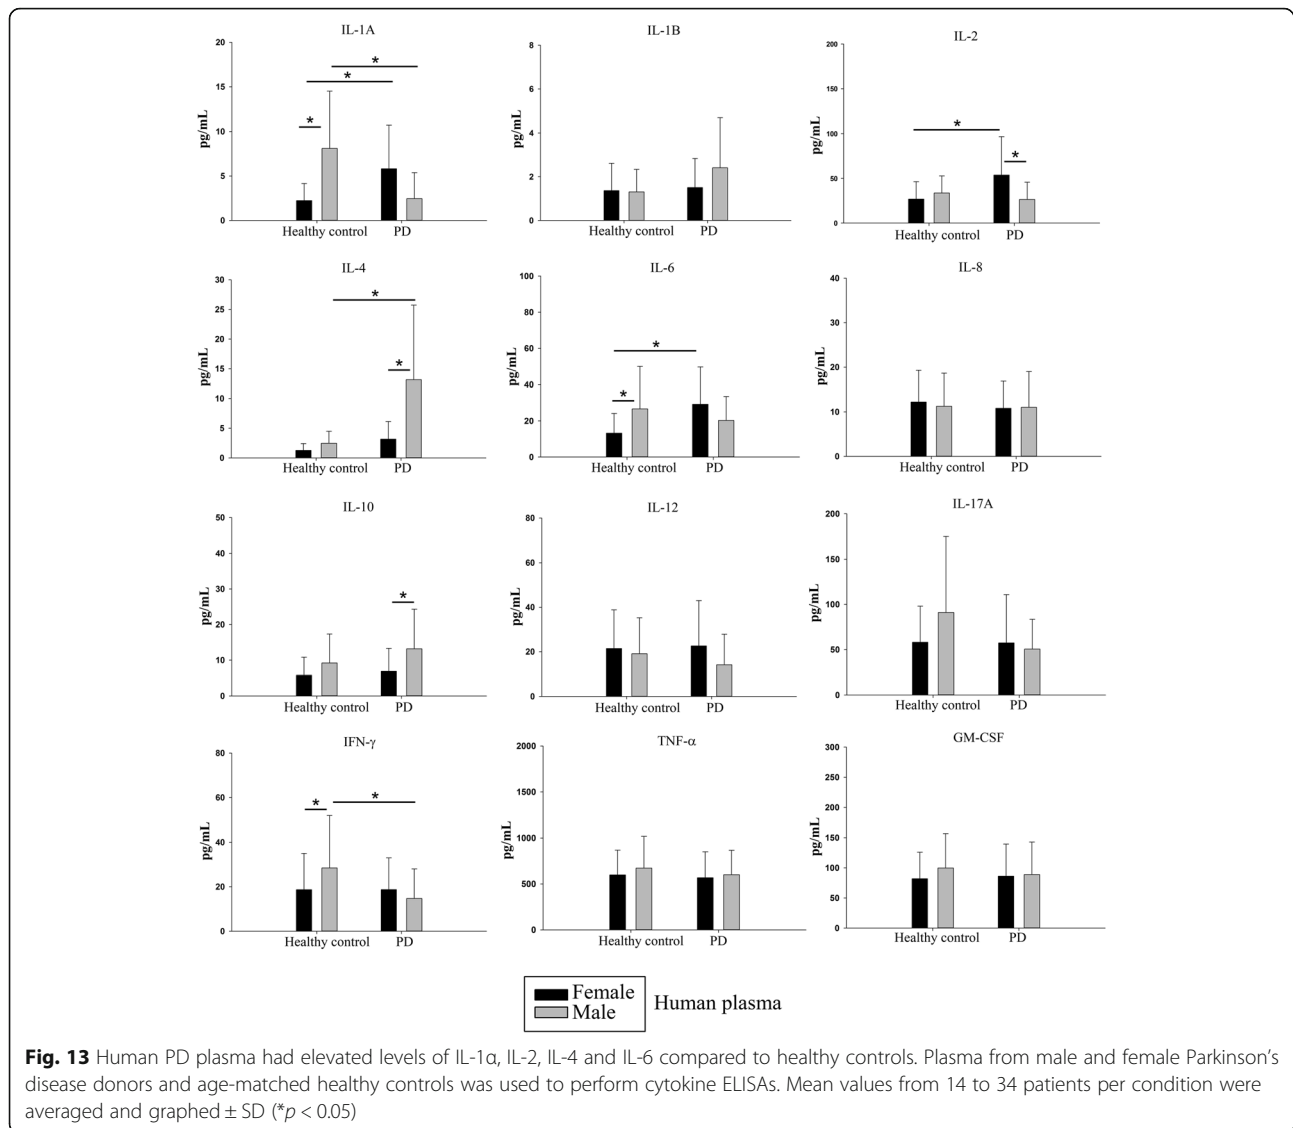 IL-1A
20
15
10
5
0
pg/mL
*
*
*
Healthy control
PD
IL-1B
8
6
4
2
0
pg/mL
Healthy control
PD
IL-2
200
150
100
50
0
pg/mL
*
*
Healthy control
PD
IL-4
30
25
20
15
10
5
0
pg/mL
*
*
Healthy control
PD
IL-6
100
80
60
40
20
0
pg/mL
*
*
Healthy control
PD
IL-8
40
30
20
10
0
pg/mL
Healthy control
PD
IL-10
50
40
30
20
10
0
pg/mL
*
Healthy control
PD
IL-12
80
60
40
20
0
pg/mL
Healthy control
PD
IL-17A
200
150
100
50
0
pg/mL
Healthy control
PD
IFN-γ
80
60
40
20
0
pg/mL
*
*
Healthy control
PD
TNF-α
2000
1500
1000
500
0
pg/mL
Healthy control
PD
GM-CSF
300
250
200
150
100
50
0
pg/mL
Healthy control
PD
Female
Male
Human plasma
Fig. 13 Human PD plasma had elevated levels of IL-1α, IL-2, IL-4 and IL-6 compared to healthy controls. Plasma from male and female Parkinson's
disease donors and age-matched healthy controls was used to perform cytokine ELISAs. Mean values from 14 to 34 patients per condition were
averaged and graphed ± SD (*p < 0.05)